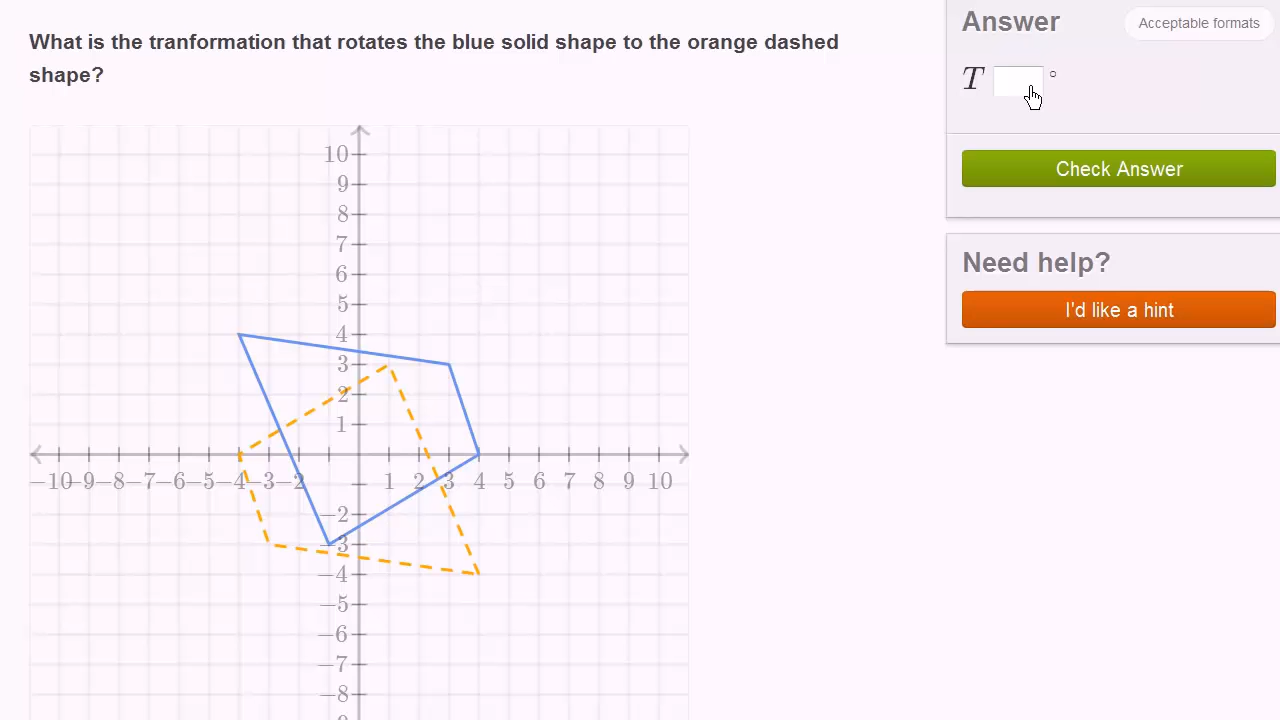 What is the tranformation that rotates the blue solid shape to the orange dashed
shape?
Answer
Acceptable formats
T °
Check Answer
Need help?
I'd like a hint
10
9
8
7
6
5
4
3
2
1
−10 −9 −8 −7 −6 −5 −4 −3 −2 1 2 3 4 5 6 7 8 9 10
−2
−3
−4
−5
−6
−7
−8